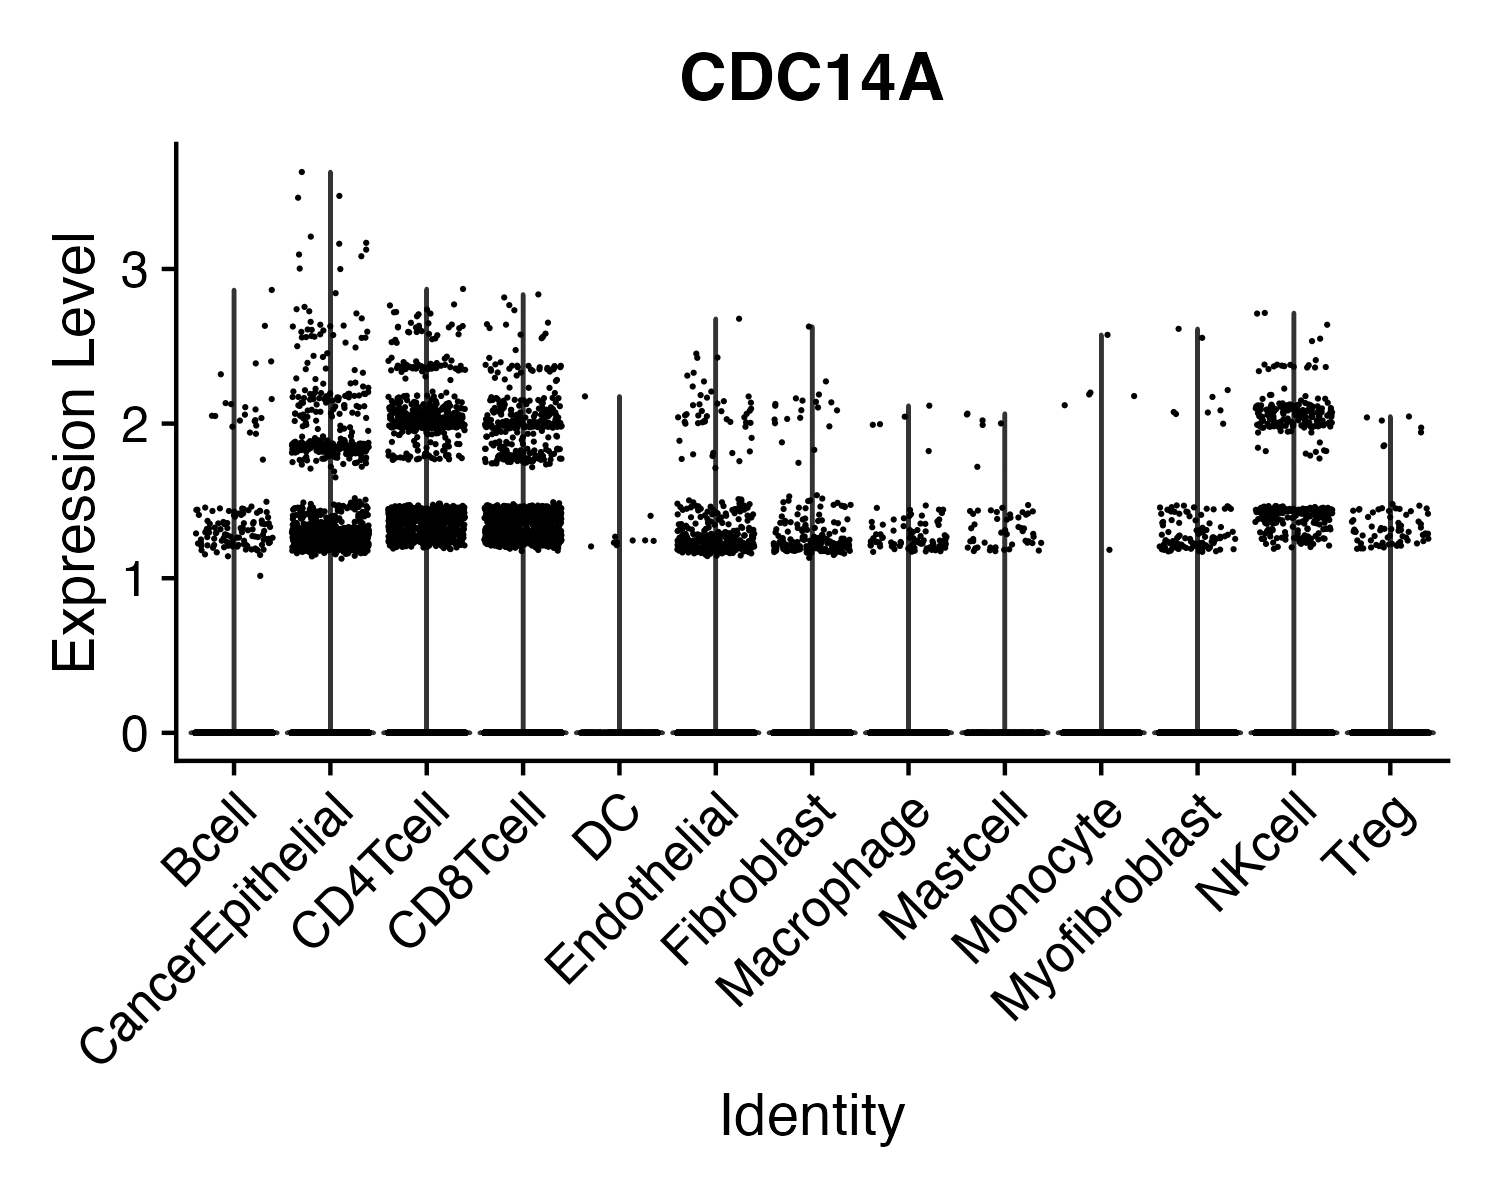 CDC14A
Expression Level
3
2
1
0
Bcell
CancerEpithelial
CD4Tcell
CD8Tcell
DC
Endothelial
Fibroblast
Macrophage
Mastcell
Monocyte
Myofibroblast
NKcell
Treg
Identity